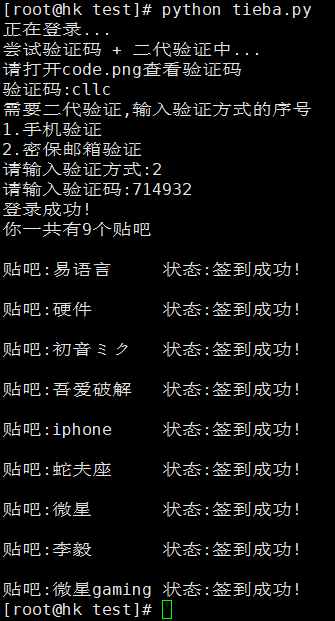 [root@hk test]# python tieba.py
正在登录...
尝试验证码 + 二代验证中...
请打开code.png查看验证码
验证码:cllc
需要二代验证,输入验证方式的序号
1.手机验证
2.密保邮箱验证
请输入验证方式:2
请输入验证码:714932
登录成功!
你一共有9个贴吧
贴吧:易语言 状态:签到成功!
贴吧:硬件 状态:签到成功!
贴吧:初音ミク 状态:签到成功!
贴吧:吾爱破解 状态:签到成功!
贴吧:iphone 状态:签到成功!
贴吧:蛇夫座 状态:签到成功!
贴吧:微星 状态:签到成功!
贴吧:李毅 状态:签到成功!
贴吧:微星gaming 状态:签到成功!
[root@hk test]#